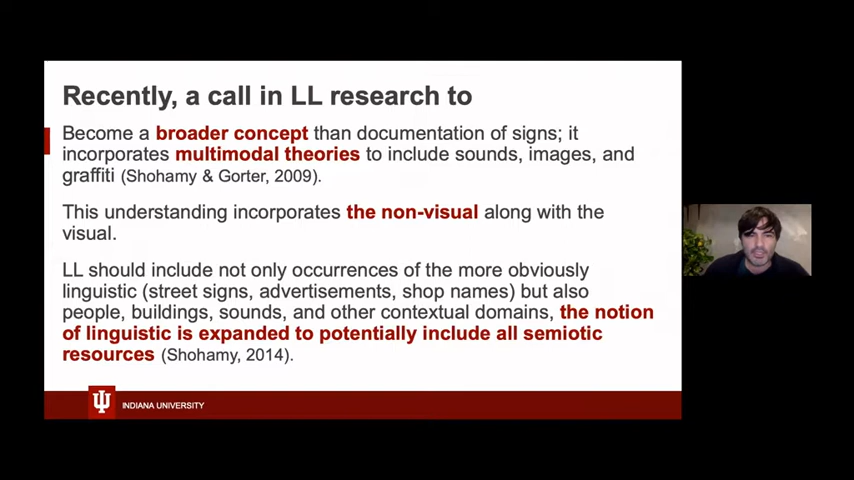 Recently, a call in LL research to
Become a broader concept than documentation of signs; it
incorporates multimodal theories to include sounds, images, and
graffiti (Shohamy & Gorter, 2009).
This understanding incorporates the non-visual along with the
visual.
LL should include not only occurrences of the more obviously
linguistic (street signs, advertisements, shop names) but also
people, buildings, sounds, and other contextual domains, the notion
of linguistic is expanded to potentially include all semiotic
resources (Shohamy, 2014).
INDIANA UNIVERSITY